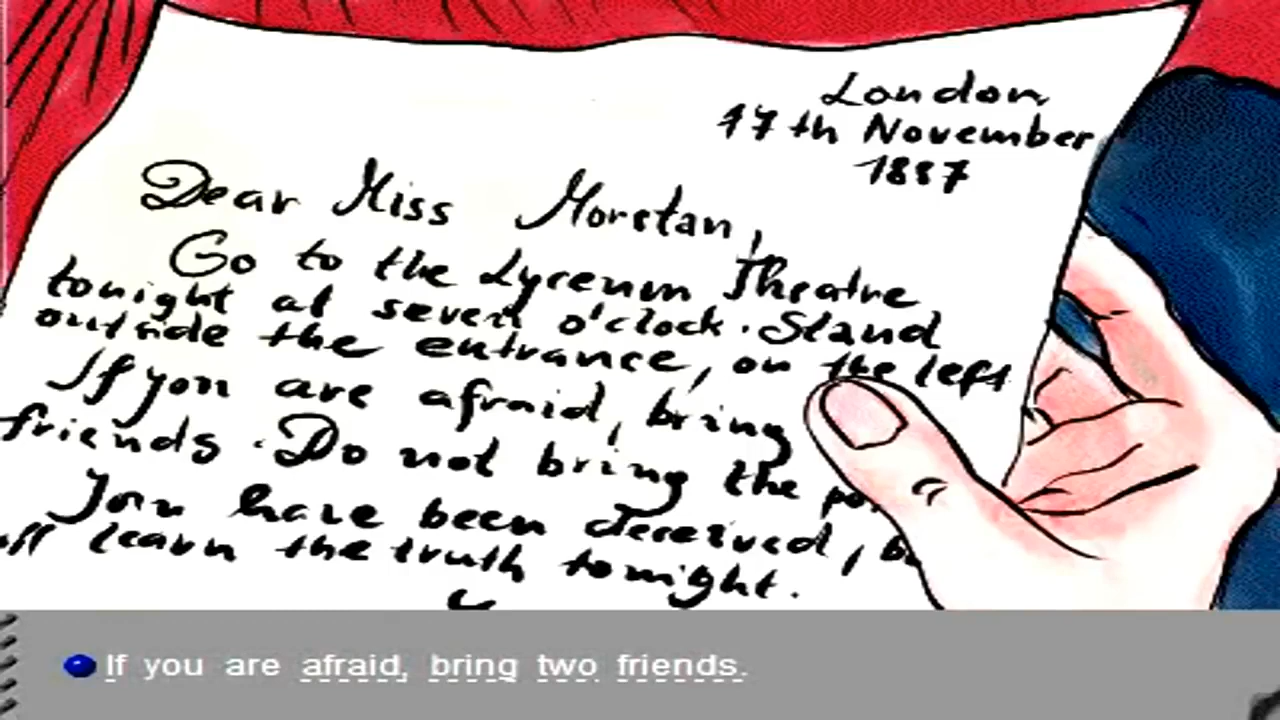 London
17th November
1887
Dear Miss Morstan,
Go to the Lyceum Theatre
tonight at seven o'clock. Stand
outside the entrance, on the left
If you are afraid, bring
friends. Do not bring the
You have been deceived,
learn the truth tonight.
If you are afraid, bring two friends.